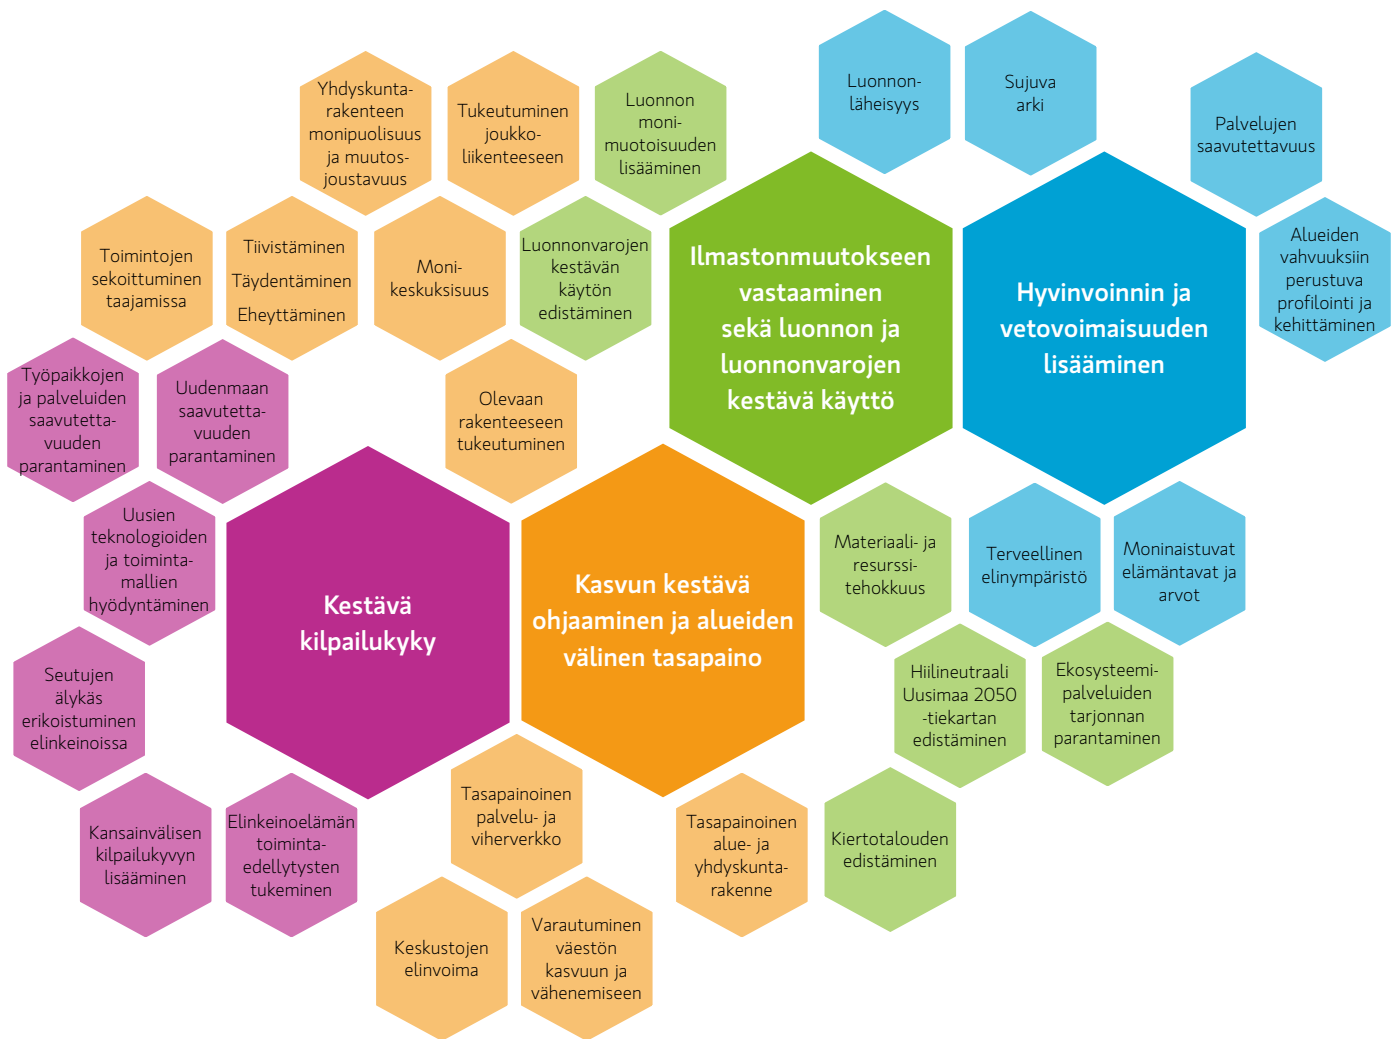 Luonnon-
läheisyys
Sujuva
arki
Yhdyskunta-
rakenteen
monipuolisuus
ja muutos-
joustavuus
Tukeutuminen
joukko-
liikenteeseen
Luonnon
moni-
muotoisuuden
lisääminen
Palvelujen
saavutettavuus
Toimintojen
sekoittuminen
taajamissa
Tiivistäminen
Täydentäminen
Eheyttäminen
Moni-
keskuksisuus
Luonnonvarojen
kestävän
käytön
edistäminen
Ilmastonmuutokseen
vastaaminen
sekä luonnon ja
luonnonvarojen
kestävä käyttö
Hyvinvoinnin ja
vetovoimaisuuden
lisääminen
Alueiden
vahvuuksiin
perustuva
profilointi ja
kehittäminen
Työpaikkojen
ja palveluiden
saavutetta-
vuuden
parantaminen
Uudenmaan
saavutetta-
vuuden
parantaminen
Olevaan
rakenteeseen
tukeutuminen
Uusien
teknologioiden
ja toiminta-
mallien
hyödyntäminen
Kestävä
kilpailukyky
Kasvun kestävä
ohjaaminen ja alueiden
välinen tasapaino
Materiaali- ja
resurssi-
tehokkuus
Terveellinen
elinympäristö
Moninaistuvat
elämäntavat ja
arvot
Seutujen
älykäs
erikoistuminen
elinkeinoissa
Hiilineutraali
Uusimaa 2050
-tiekartan
edistäminen
Ekosysteemi-
palveluiden
tarjonnan
parantaminen
Kansainvälisen
kilpailukyvyn
lisääminen
Elinkeinoelämän
toiminta-
edellytysten
tukeminen
Tasapainoinen
palvelu- ja
viherverkko
Tasapainoinen
alue- ja
yhdyskunta-
rakenne
Kiertotalouden
edistäminen
Keskustojen
elinvoima
Varautuminen
väestön
kasvuun ja
vähenemiseen